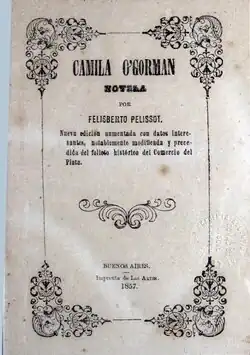 CAMILA O'GORMAN
NOVELA
POR
FELISBERTO PELISSOT.
Nueva edicion aumentada con datos intere-
santes, notablemente modificada y prece-
dida del folleto histórico del Comercio del
Plata.
BUENOS AIRES.
Imprenta de Las Artes.
1857.